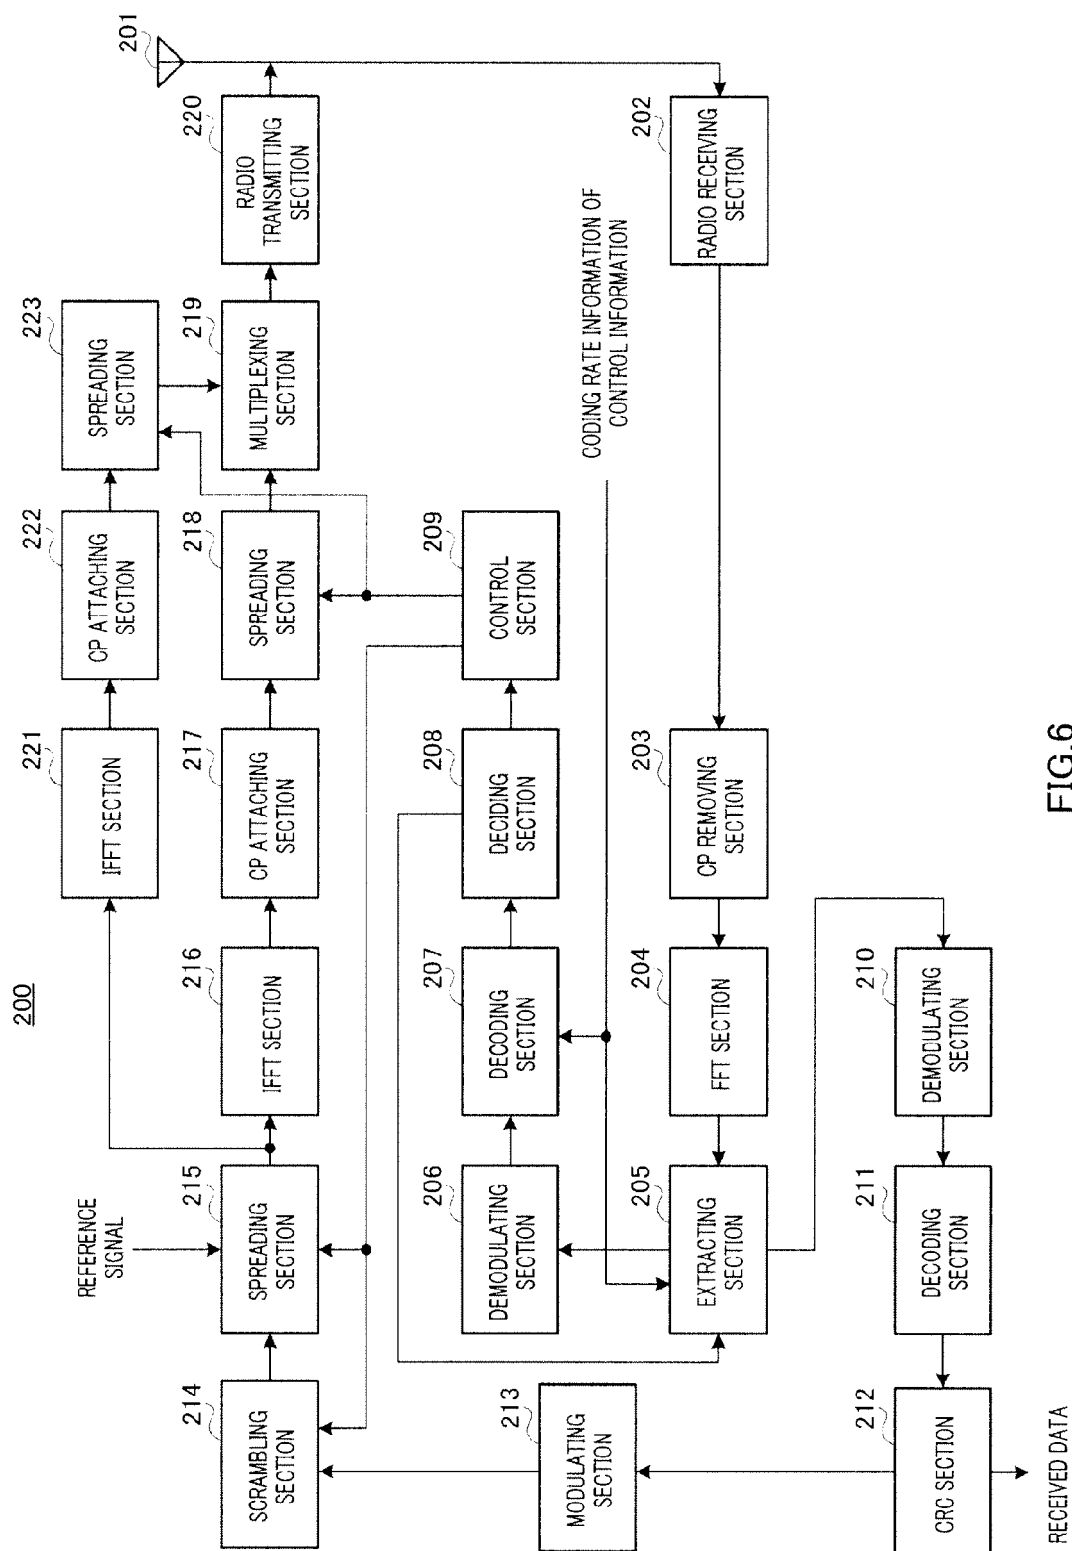 200
REFERENCE
SIGNAL
221
IFFT SECTION
222
CP ATTACHING
SECTION
223
SPREADING
SECTION
201
214
SCRAMBLING
SECTION
215
SPREADING
SECTION
216
IFFT SECTION
217
CP ATTACHING
SECTION
218
SPREADING
SECTION
219
MULTIPLEXING
SECTION
220
RADIO
TRANSMITTING
SECTION
213
MODULATING
SECTION
206
DEMODULATING
SECTION
207
DECODING
SECTION
208
DECIDING
SECTION
209
CONTROL
SECTION
CODING RATE INFORMATION OF
CONTROL INFORMATION
205
EXTRACTING
SECTION
204
FFT SECTION
203
CP REMOVING
SECTION
202
RADIO RECEIVING
SECTION
212
CRC SECTION
211
DECODING
SECTION
210
DEMODULATING
SECTION
RECEIVED DATA
FIG.6